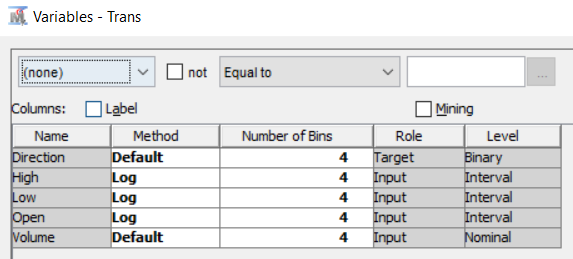 Variables - Trans
(none) not Equal to ...
Columns: Label Mining
Name Method Number of Bins Role Level
Direction Default 4 Target Binary
High Log 4 Input Interval
Low Log 4 Input Interval
Open Log 4 Input Interval
Volume Default 4 Input Nominal